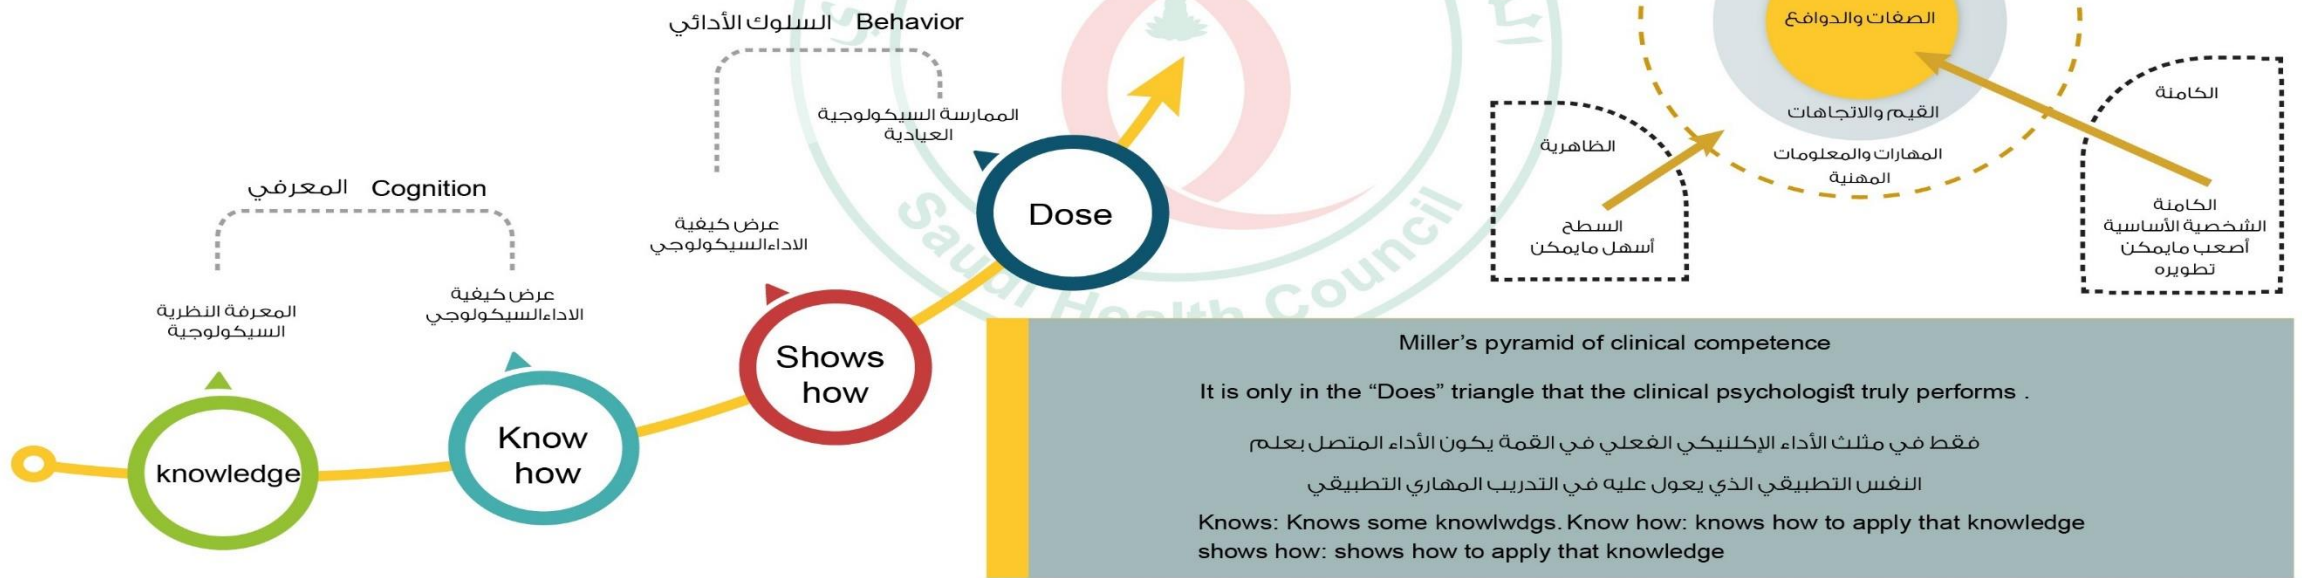 السلوك الأدائي Behavior
الممارسة السيكولوجية
العيادية
Dose
المعرفي Cognition
عرض كيفية
الاداءالسيكولوجي
Shows
how
عرض كيفية
الاداءالسيكولوجي
Know
how
المعرفة النظرية
السيكولوجية
knowledge
Saudi Health Council
الصفات والدوافع
القيم والاتجاهات
المهارات والمعلومات
المهنية
الظاهرية
السطح
أسهل مايمكن
الكامنة
الكامنة
الشخصية الأساسية
أصعب مايمكن
تطويره
Miller's pyramid of clinical competence
It is only in the “Does” triangle that the clinical psychologist truly performs .
فقط في مثلث الأداء الإكلنيكي الفعلي في القمة يكون الأداء المتصل بعلم
النفس التطبيقي الذي يعول عليه في التدريب المهاري التطبيقي
Knows: Knows some knowlwdgs. Know how: knows how to apply that knowledge
shows how: shows how to apply that knowledge